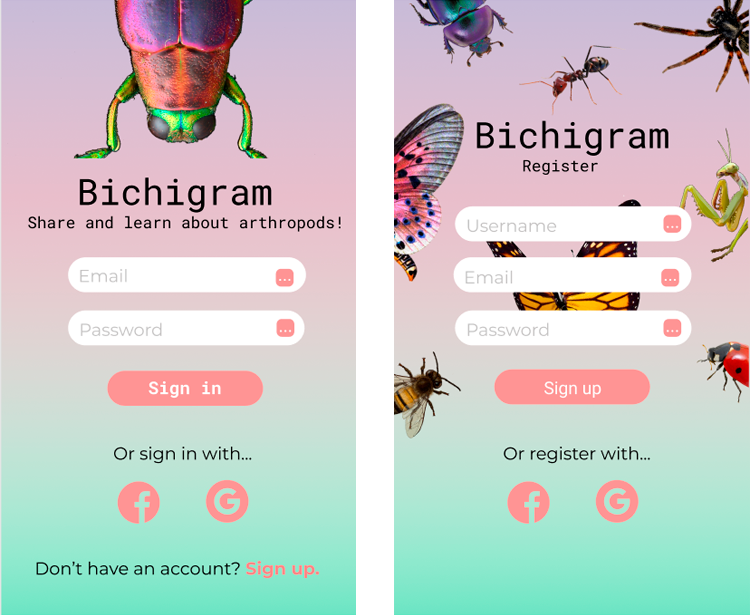 Bichigram
Share and learn about arthropods!
Email
...
Password
...
Sign in
Or sign in with...
f
G
Don’t have an account? Sign up.
Bichigram
Register
Username
...
Email
...
Password
...
Sign up
Or register with...
f
G